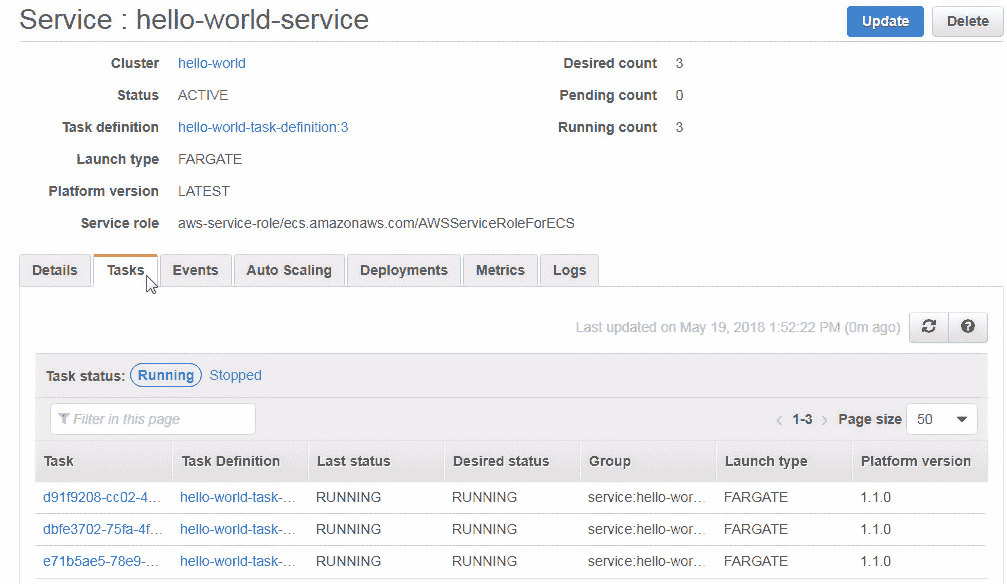 Service : hello-world-service
Update
Delete
Cluster hello-world
Desired count 3
Status ACTIVE
Pending count 0
Task definition hello-world-task-definition:3
Running count 3
Launch type FARGATE
Platform version LATEST
Service role aws-service-role/ecs.amazonaws.com/AWSServiceRoleForECS
Details Tasks Events Auto Scaling Deployments Metrics Logs
Last updated on May 19, 2018 1:52:22 PM (0m ago)
Task status: Running Stopped
Filter in this page
1-3 Page size 50
Task Task Definition Last status Desired status Group Launch type Platform version
d91f9208-cc02-4... hello-world-task-... RUNNING RUNNING service:hello-wor... FARGATE 1.1.0
dbfe3702-75fa-4f... hello-world-task-... RUNNING RUNNING service:hello-wor... FARGATE 1.1.0
e71b5ae5-78e9-... hello-world-task-... RUNNING RUNNING service:hello-wor... FARGATE 1.1.0